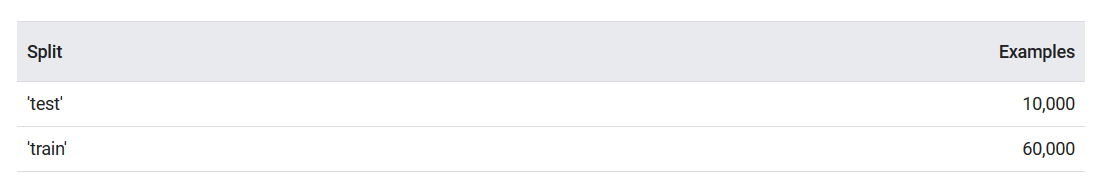 Split Examples
'test' 10,000
'train' 60,000